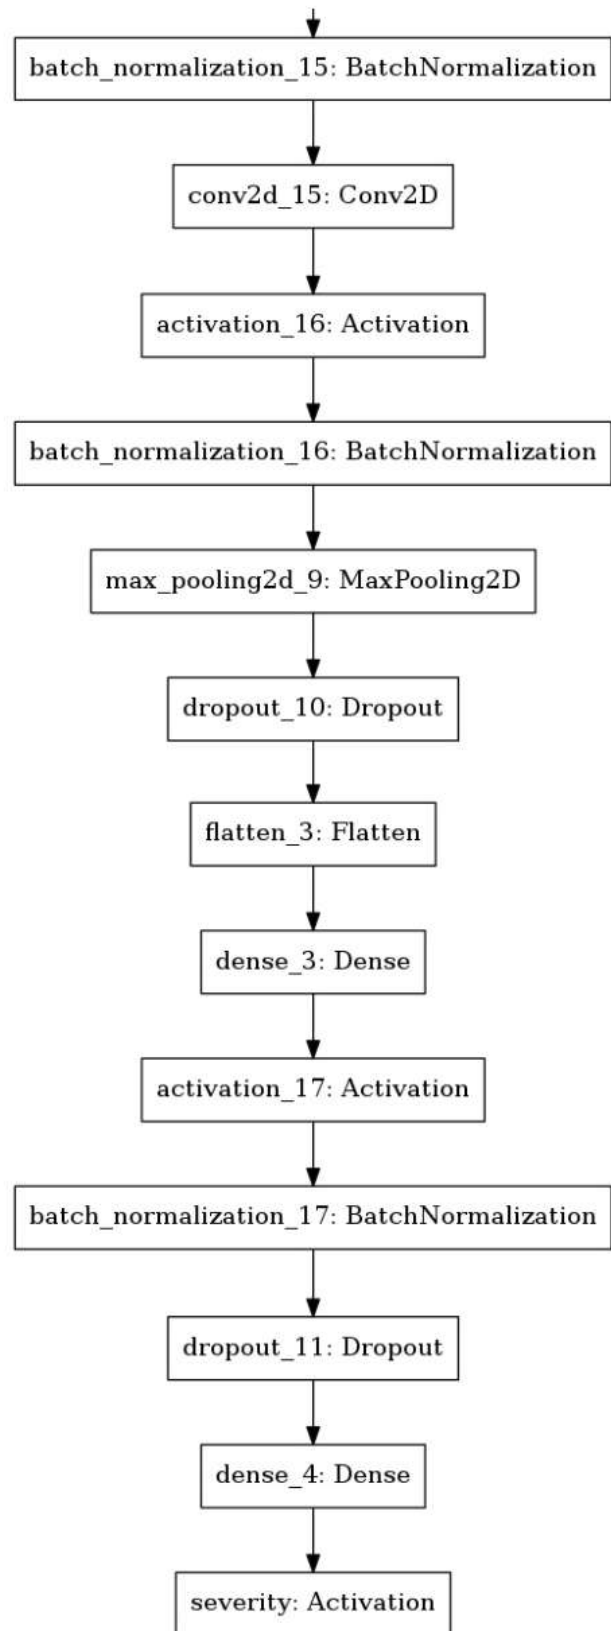 batch_normalization_15: BatchNormalization
conv2d_15: Conv2D
activation_16: Activation
batch_normalization_16: BatchNormalization
max_pooling2d_9: MaxPooling2D
dropout_10: Dropout
flatten_3: Flatten
dense_3: Dense
activation_17: Activation
batch_normalization_17: BatchNormalization
dropout_11: Dropout
dense_4: Dense
severity: Activation